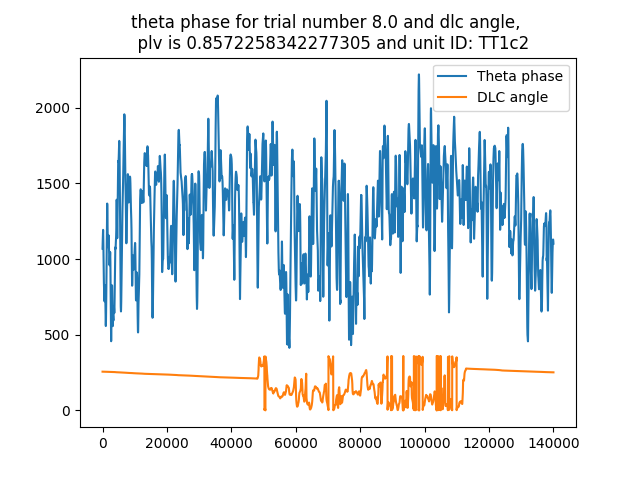 theta phase for trial number 8.0 and dlc angle,
plv is 0.8572258342277305 and unit ID: TT1c2
Theta phase
DLC angle
2000
1500
1000
500
0
0 20000 40000 60000 80000 100000 120000 140000